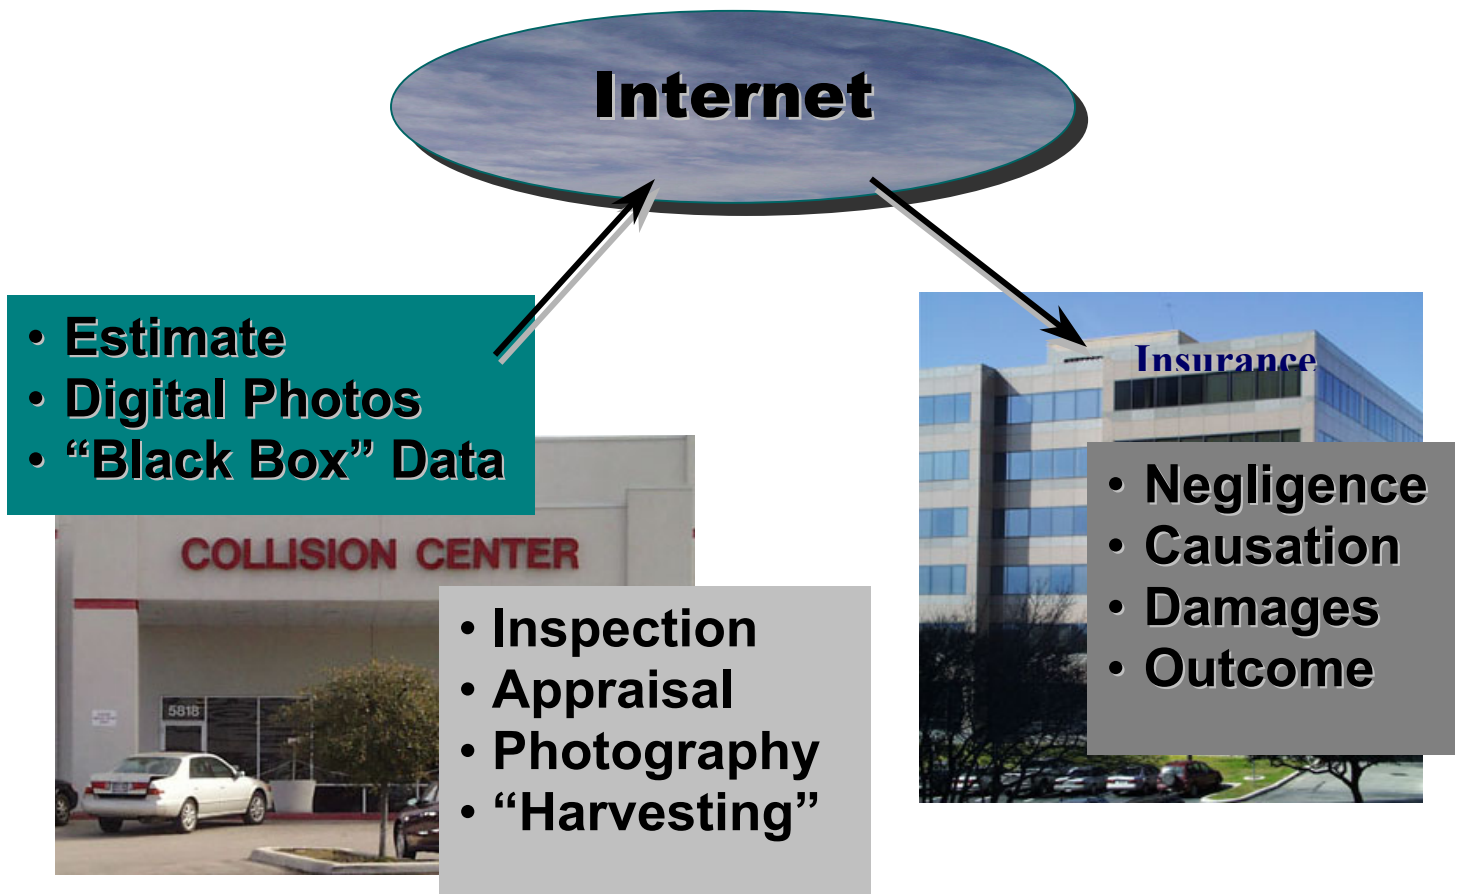 Internet
• Estimate
• Digital Photos
• “Black Box” Data
Insurance
COLLISION CENTER
5818
• Inspection
• Appraisal
• Photography
• “Harvesting”
• Negligence
• Causation
• Damages
• Outcome